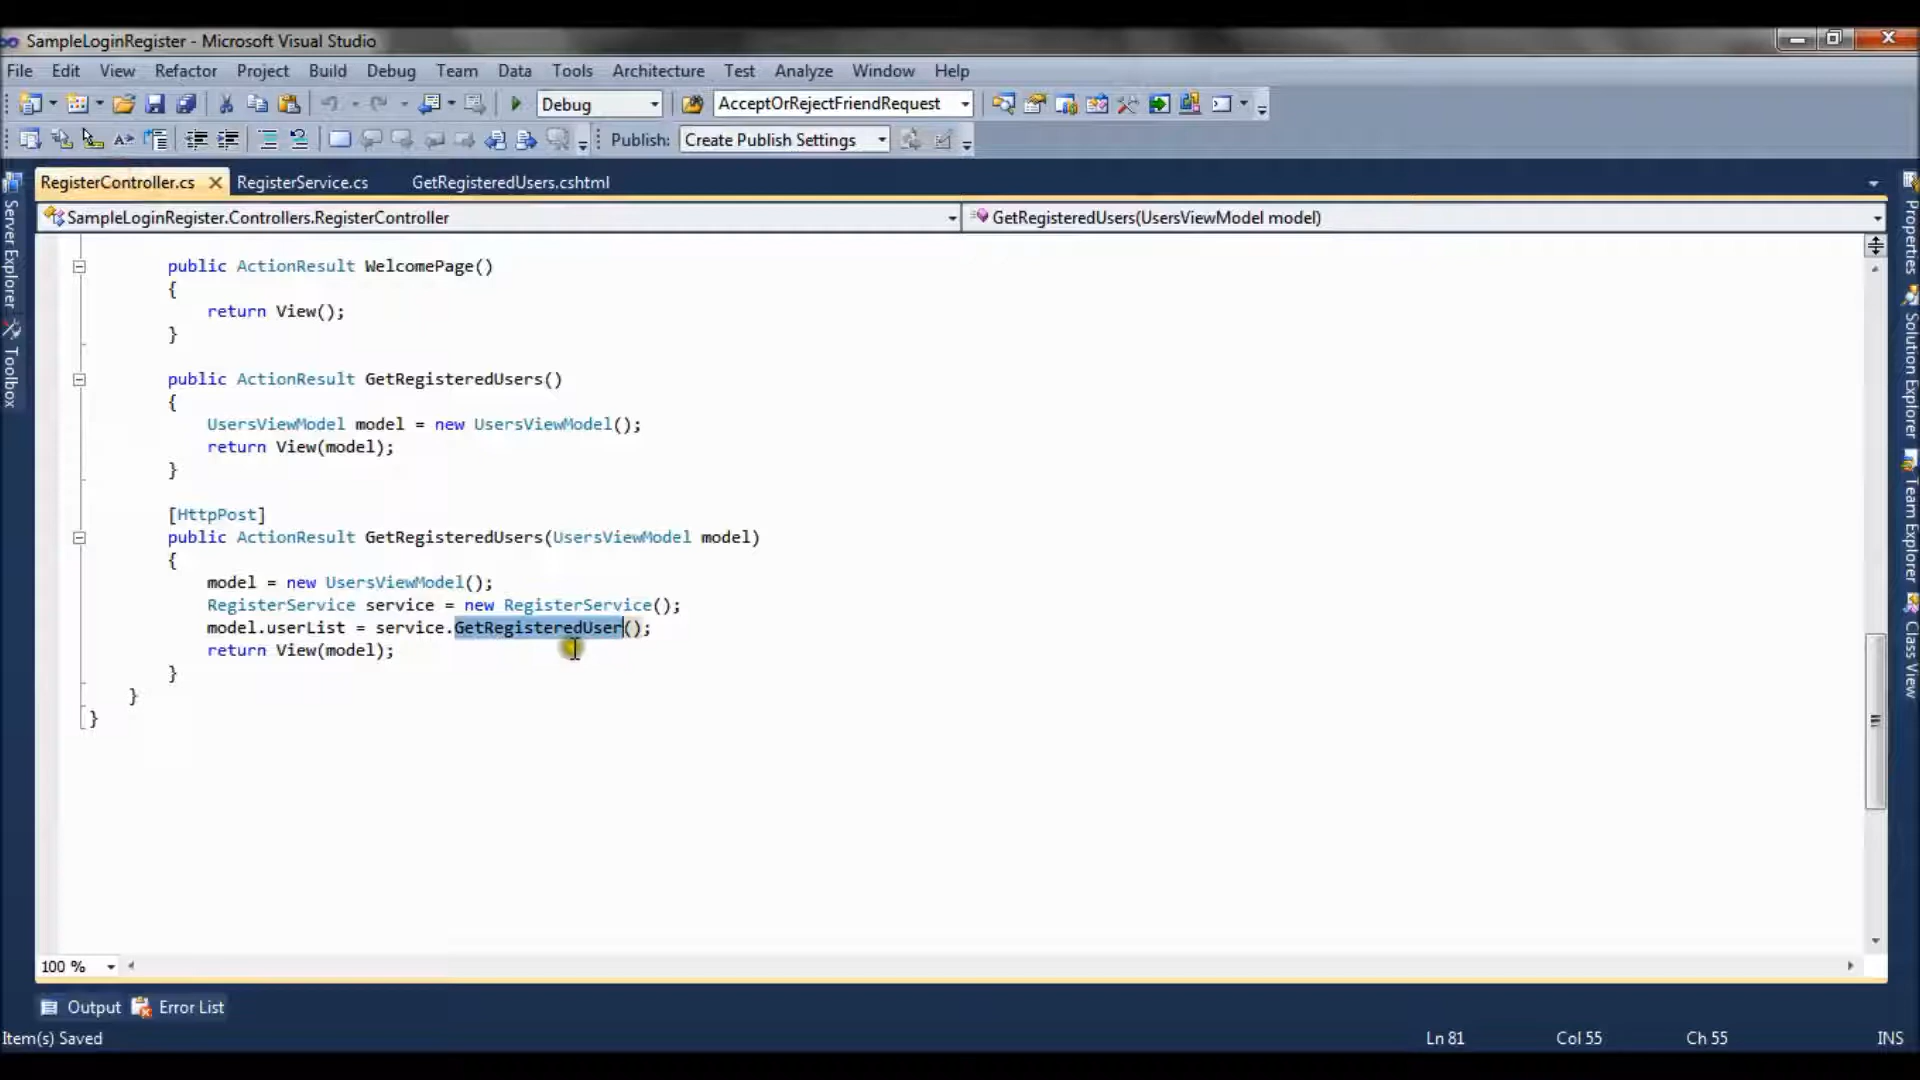 SampleLoginRegister - Microsoft Visual Studio
File Edit View Refactor Project Build Debug Team Data Tools Architecture Test Analyze Window Help
Debug AcceptOrRejectFriendRequest
Publish: Create Publish Settings
RegisterController.cs RegisterService.cs GetRegisteredUsers.cshtml
SampleLoginRegister.Controllers.RegisterController GetRegisteredUsers(UsersViewModel model)
Server Explorer
Toolbox
public ActionResult WelcomePage()
{
return View();
}
public ActionResult GetRegisteredUsers()
{
UsersViewModel model = new UsersViewModel();
return View(model);
}
[HttpPost]
public ActionResult GetRegisteredUsers(UsersViewModel model)
{
model = new UsersViewModel();
RegisterService service = new RegisterService();
model.userList = service.GetRegisteredUser();
return View(model);
}
}
}
Properties
Solution Explorer
Team Explorer
Class View
100 %
Output Error List
Item(s) Saved Ln 81 Col 55 Ch 55 INS